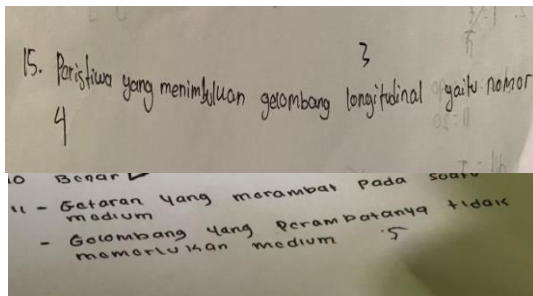 3
15. Peristiwa yang menimbulkan gelombang longitudinal yaitu nomor
4
10 Benar
11 - Getaran yang merambat pada suatu
medium
- Gelombang yang perambatanya tidak
memerlukan medium 5